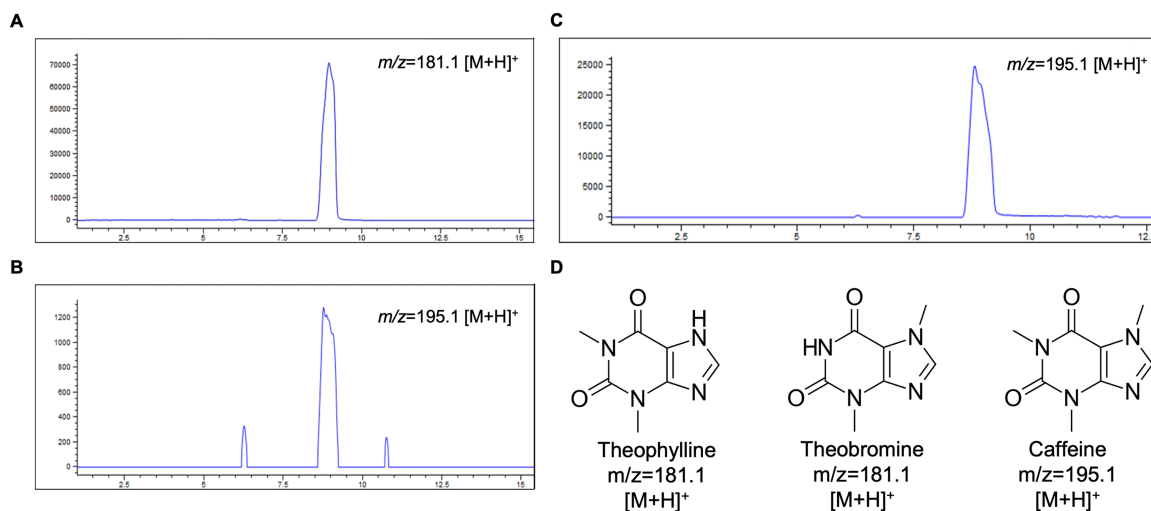 A
m/z=181.1 [M+H]⁺
70000
60000
50000
40000
30000
20000
10000
0
2.5 5 7.5 10 12.5 15
B
m/z=195.1 [M+H]⁺
1200
1000
800
600
400
200
0
2.5 5 7.5 10 12.5 15
C
m/z=195.1 [M+H]⁺
25000
20000
15000
10000
5000
0
2.5 5 7.5 10 12.
D
O H
N N
O N N
Theophylline
m/z=181.1
[M+H]⁺
O
HN N
O N N
Theobromine
m/z=181.1
[M+H]⁺
O
N N
O N N
Caffeine
m/z=195.1
[M+H]⁺